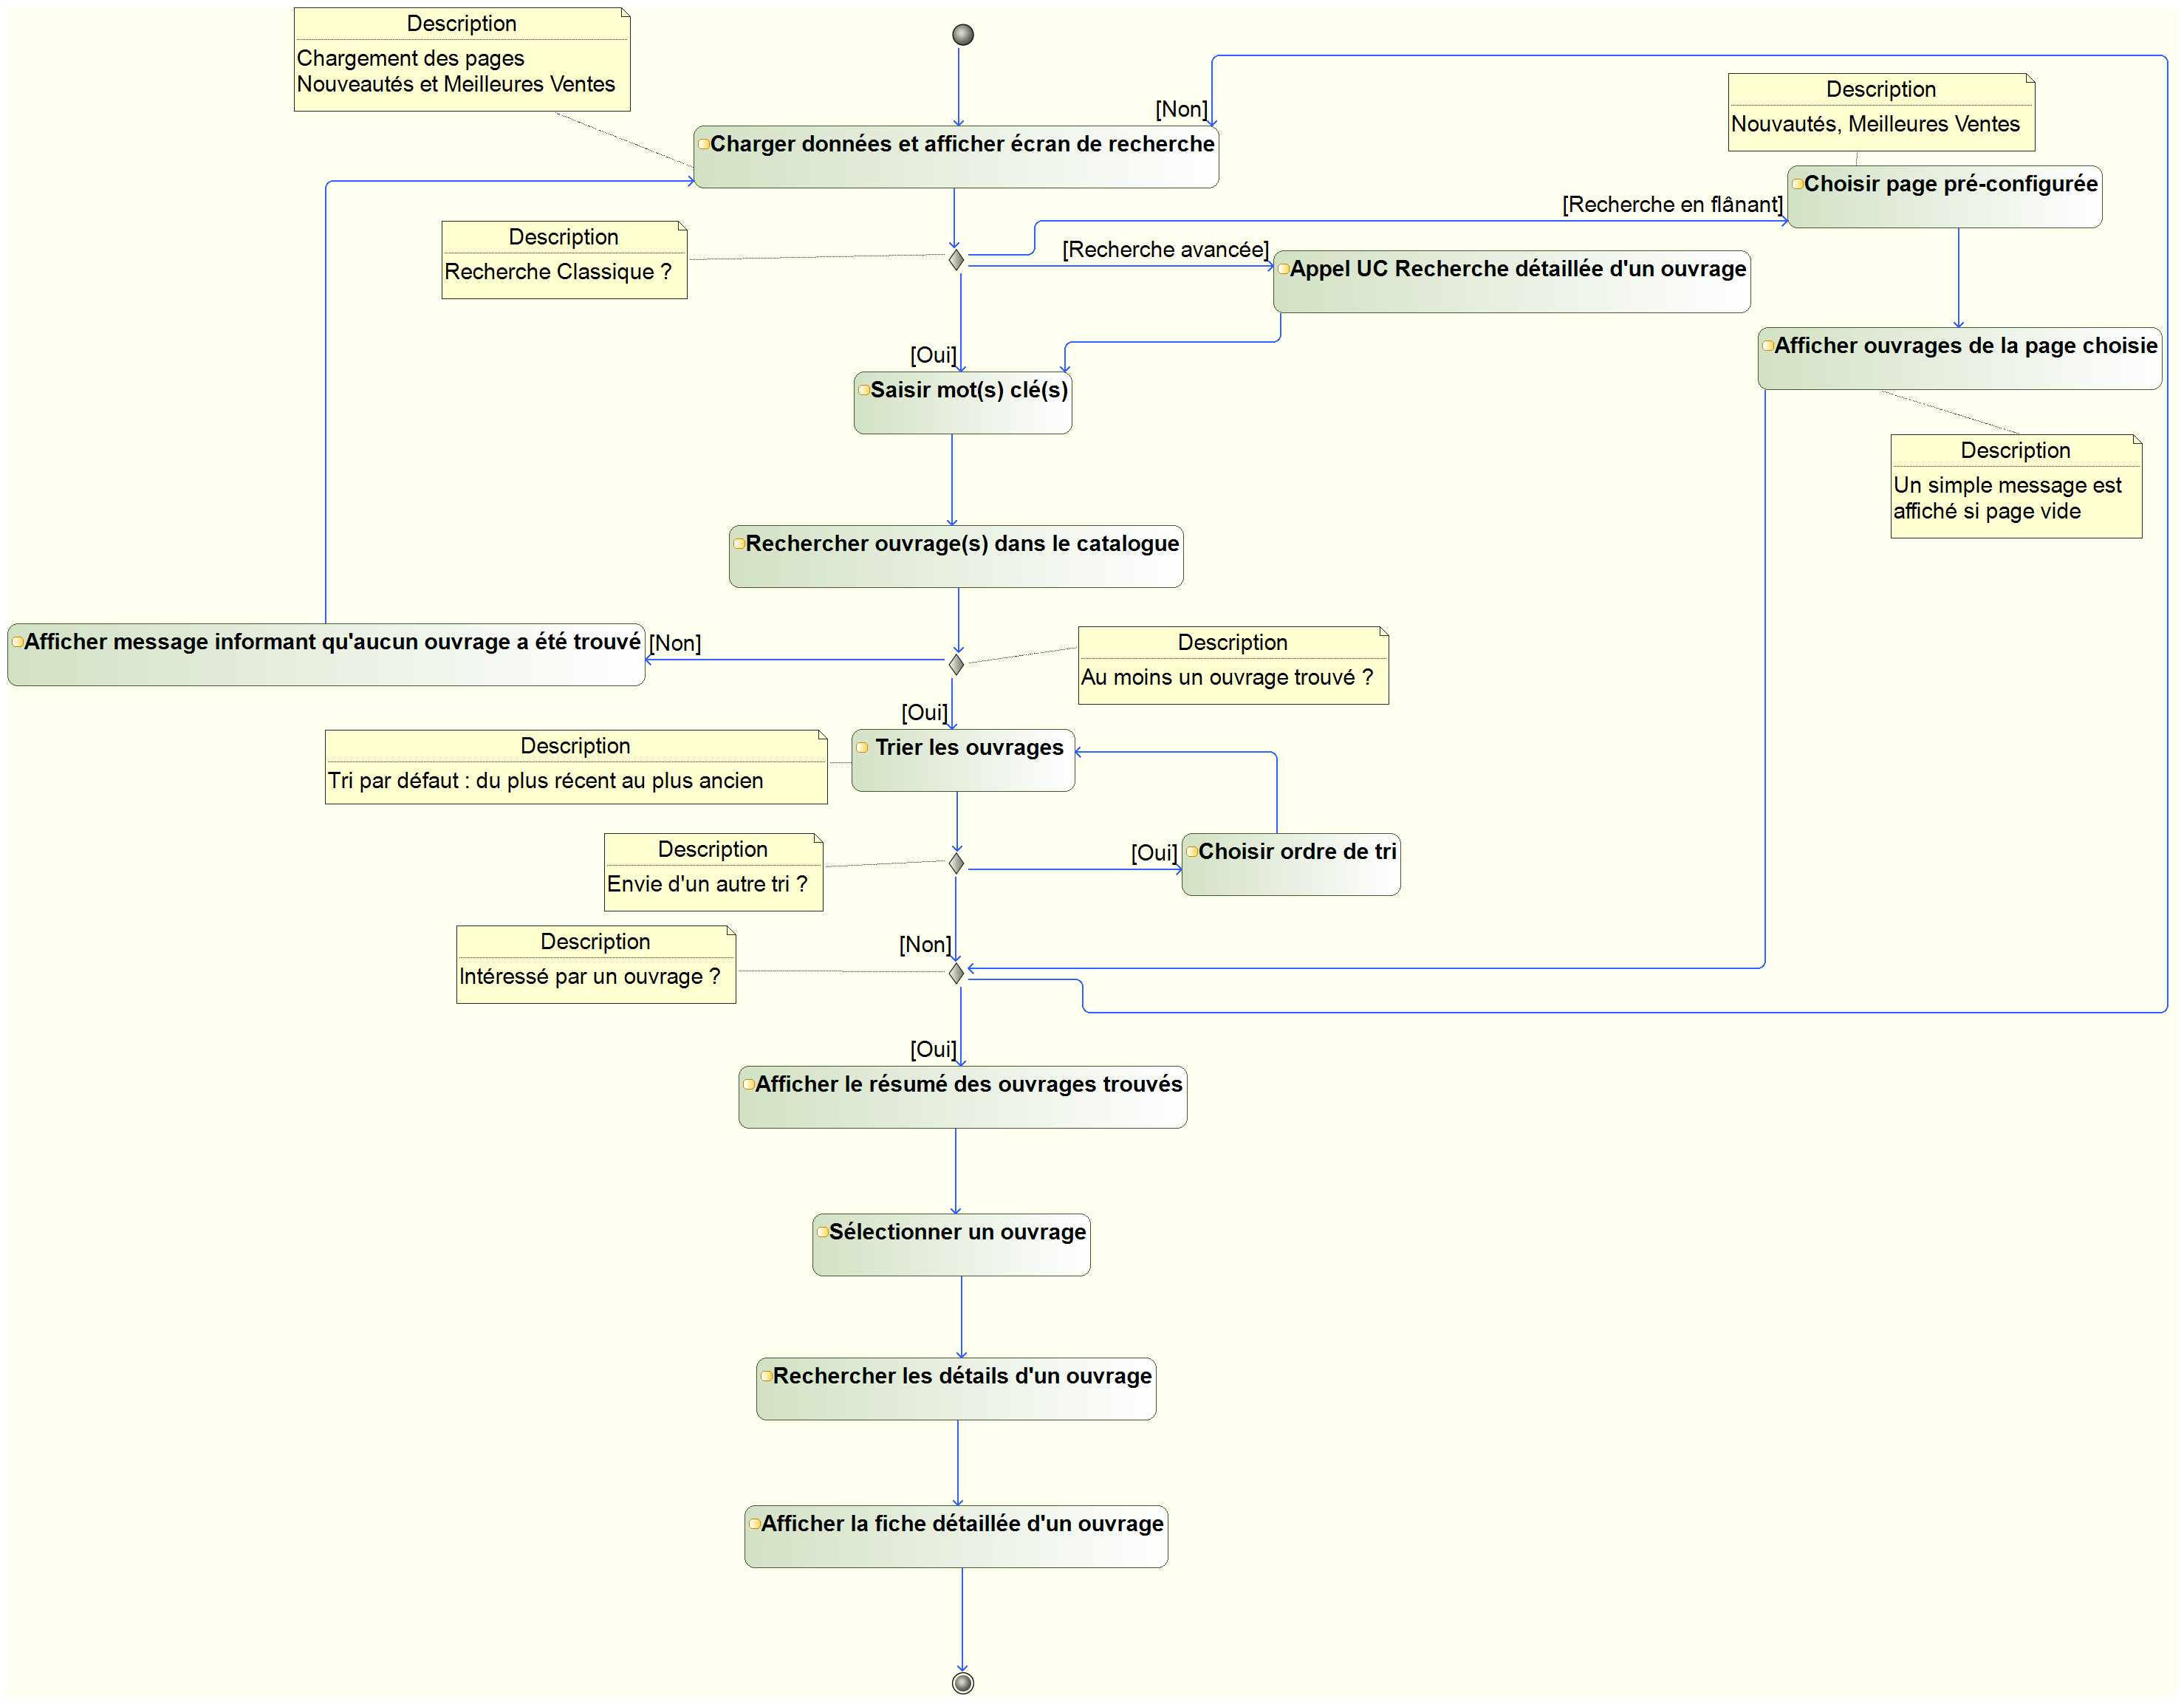 Description
Chargement des pages
Nouveautés et Meilleures Ventes
[Non]
Description
Nouvautés, Meilleures Ventes
Charger données et afficher écran de recherche
Choisir page pré-configurée
[Recherche en flânant]
Description
Recherche Classique ?
[Recherche avancée]
Appel UC Recherche détaillée d'un ouvrage
[Oui]
Afficher ouvrages de la page choisie
Saisir mot(s) clé(s)
Description
Un simple message est
affiché si page vide
Rechercher ouvrage(s) dans le catalogue
Afficher message informant qu'aucun ouvrage a été trouvé
[Non]
Description
Au moins un ouvrage trouvé ?
[Oui]
Description
Tri par défaut : du plus récent au plus ancien
Trier les ouvrages
Description
Envie d'un autre tri ?
[Oui]
Choisir ordre de tri
Description
Intéressé par un ouvrage ?
[Non]
[Oui]
Afficher le résumé des ouvrages trouvés
Sélectionner un ouvrage
Rechercher les détails d'un ouvrage
Afficher la fiche détaillée d'un ouvrage